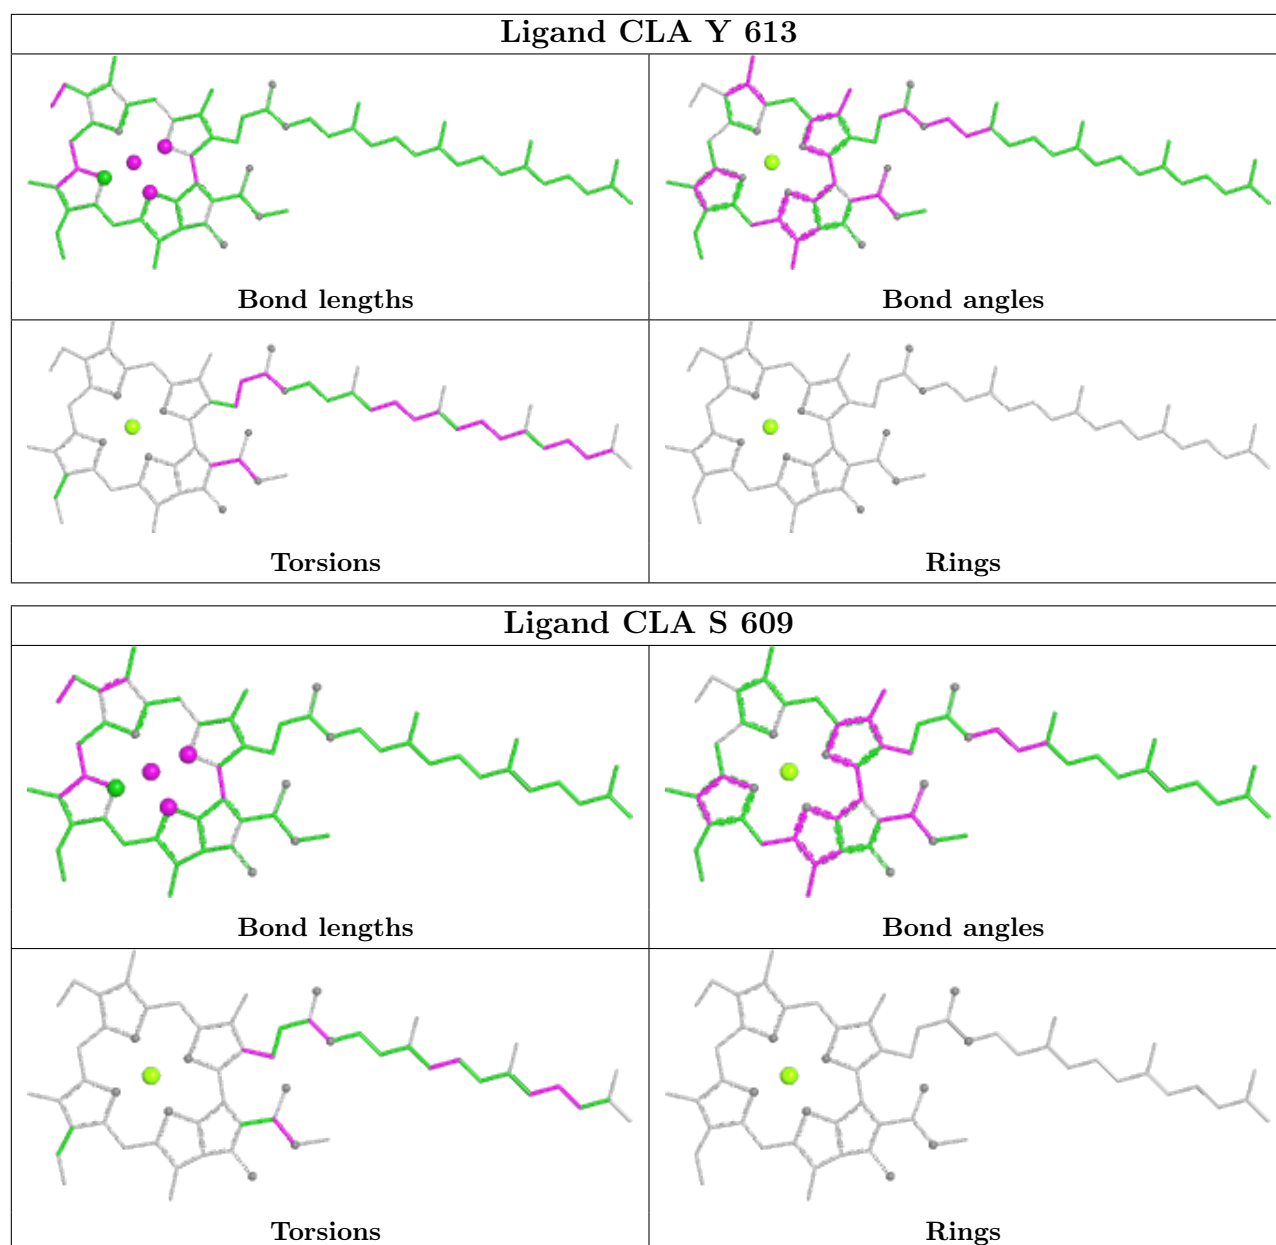 Ligand CLA Y 613
Bond lengths
Bond angles
Torsions
Rings
Ligand CLA S 609
Bond lengths
Bond angles
Torsions
Rings